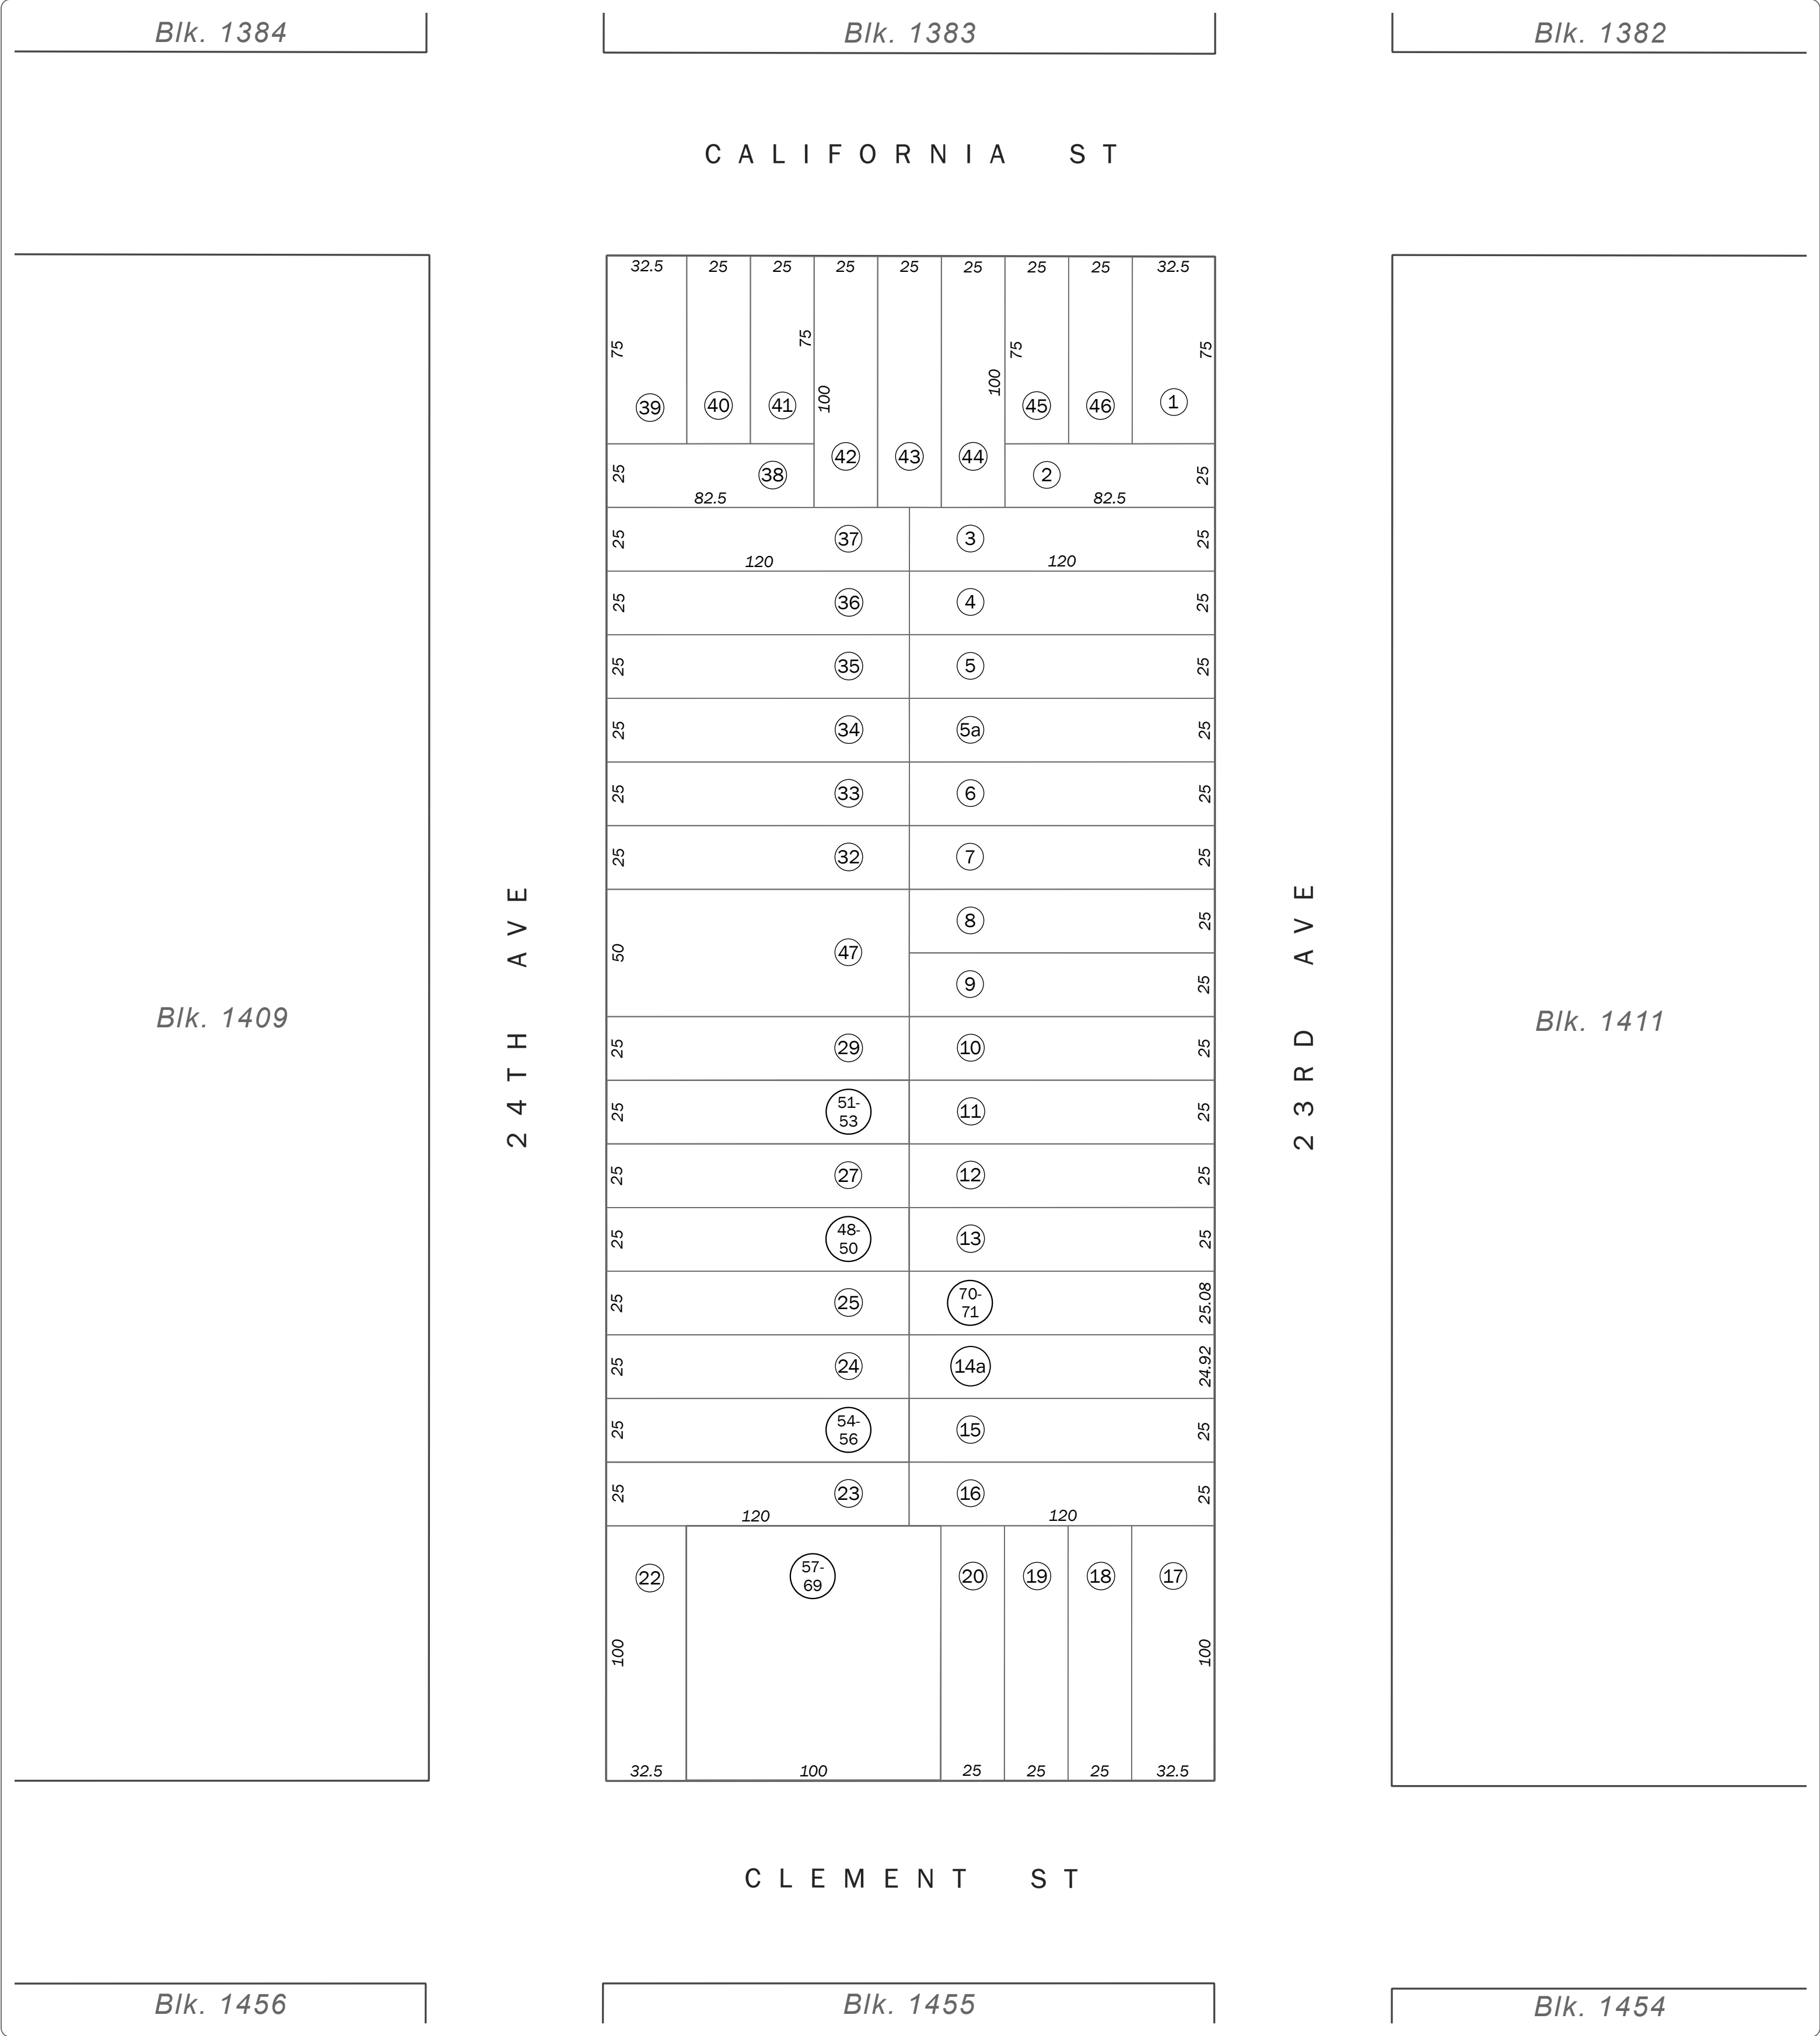 Blk. 1384
Blk. 1383
Blk. 1382
CALIFORNIA ST
32.5 25 25 25 25 25 25 25 32.5
75 75 100 100 75 75
39 40 41 42 43 44 45 46 1
25 38 2 25
82.5 82.5
25 37 3 25
120 120
25 36 4 25
25 35 5 25
25 34 5a 25
25 33 6 25
25 32 7 25
8 25
50 47
9 25
24TH AVE
23RD AVE
Blk. 1409
Blk. 1411
25 29 10 25
25 51-
53 11 25
25 27 12 25
25 48-
50 13 25
25 25 70-
71 25.08
25 24 14a 24.92
25 54-
56 15 25
25 23 16 25
120 120
22 57-
69 20 19 18 17
100 100
32.5 100 25 25 25 32.5
CLEMENT ST
Blk. 1456
Blk. 1455
Blk. 1454